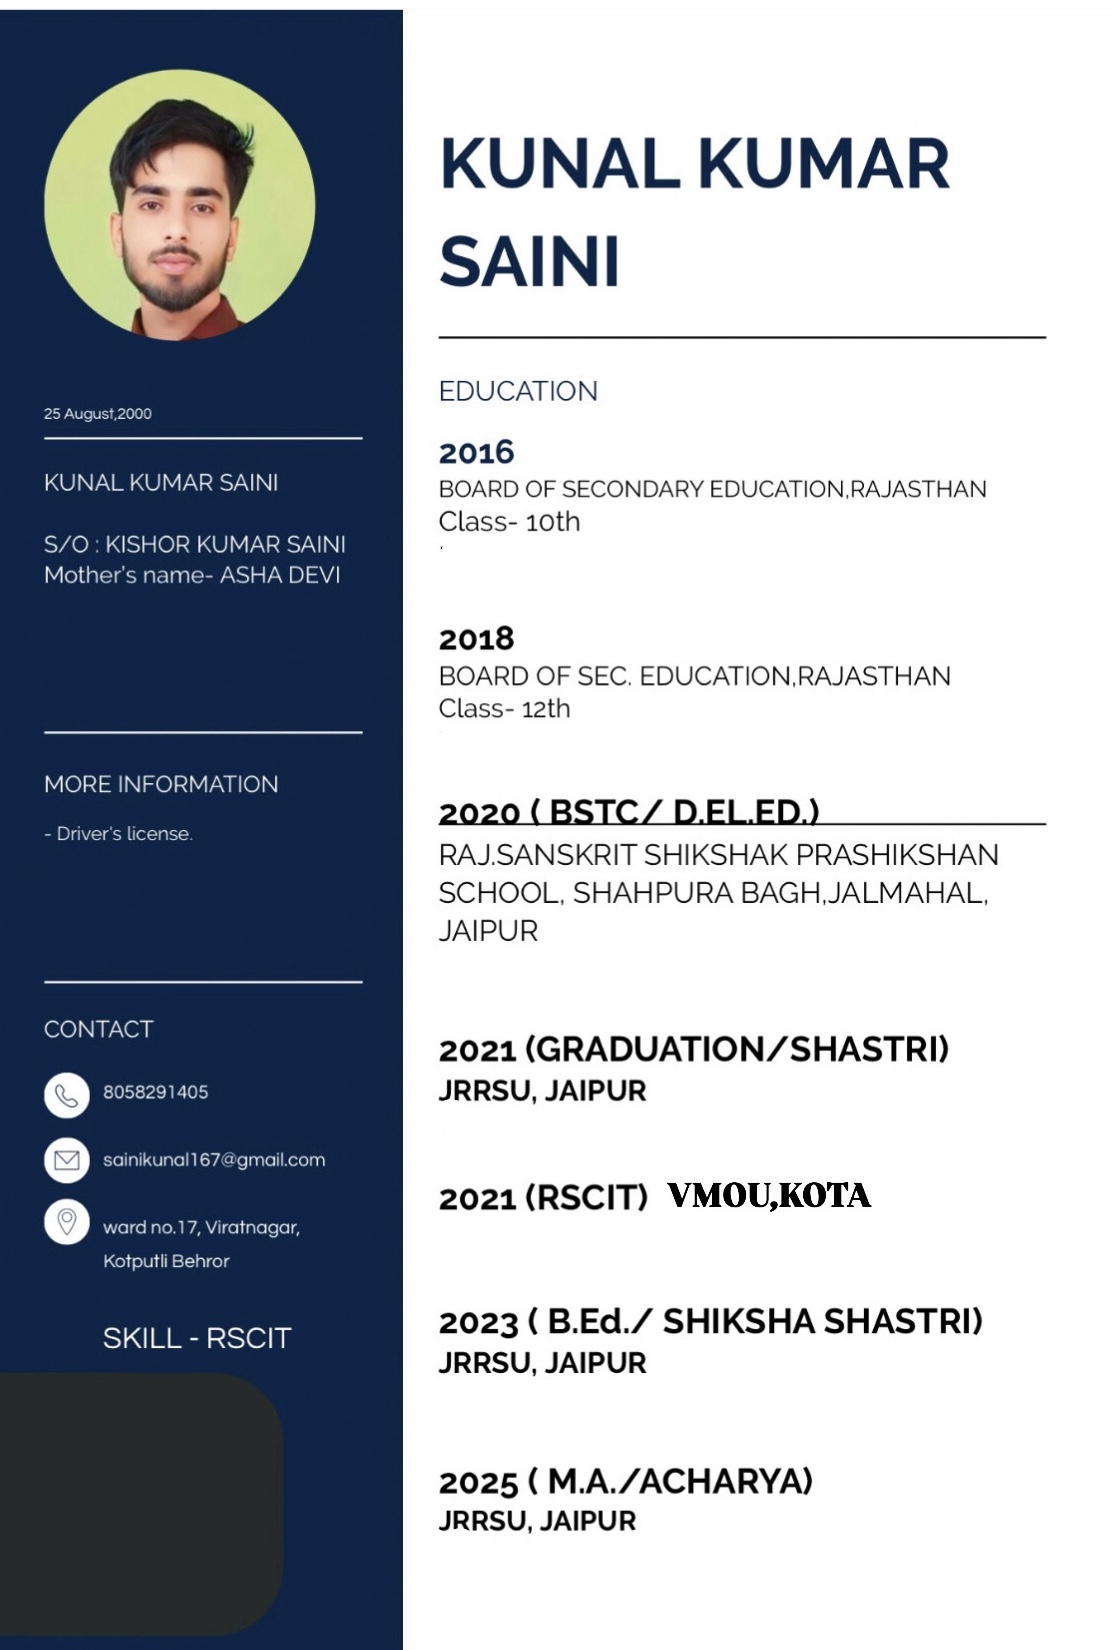 25 August,2000
KUNAL KUMAR SAINI
S/O : KISHOR KUMAR SAINI
Mother's name- ASHA DEVI
MORE INFORMATION
- Driver's license.
CONTACT
8058291405
sainikunal167@gmail.com
ward no.17, Viratnagar,
Kotputli Behror
SKILL - RSCIT
KUNAL KUMAR
SAINI
EDUCATION
2016
BOARD OF SECONDARY EDUCATION,RAJASTHAN
Class- 10th
2018
BOARD OF SEC. EDUCATION,RAJASTHAN
Class- 12th
2020 ( BSTC/ D.EL.ED.)
RAJ.SANSKRIT SHIKSHAK PRASHIKSHAN
SCHOOL, SHAHPURA BAGH,JALMAHAL,
JAIPUR
2021 (GRADUATION/SHASTRI)
JRRSU, JAIPUR
2021 (RSCIT) VMOU,KOTA
2023 ( B.Ed./ SHIKSHA SHASTRI)
JRRSU, JAIPUR
2025 ( M.A./ACHARYA)
JRRSU, JAIPUR